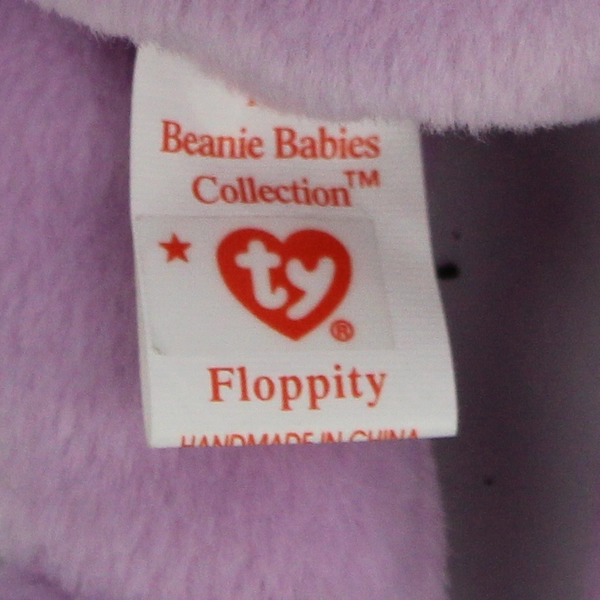 Beanie Babies
Collection™
ty®
Floppity
HANDMADE IN CHINA